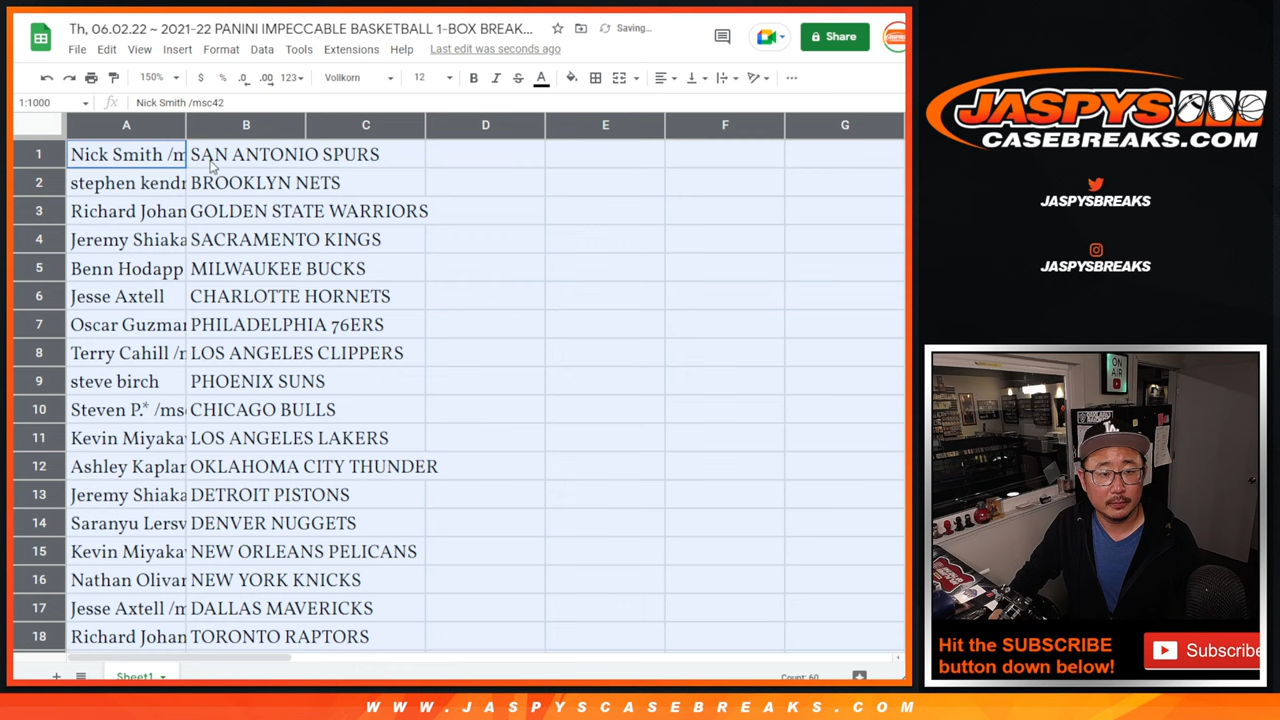 Th, 06.02.22 ~ 2021-22 PANINI IMPECCABLE BASKETBALL 1-BOX BREAK...
Saving...
File Edit View Insert Format Data Tools Extensions Help Last edit was seconds ago
Share
150% $ % .0 .00 123 Vollkorn 12 B I S A
1:1000 fx Nick Smith /msc42
A B C D E F G
1 Nick Smith /m SAN ANTONIO SPURS
2 stephen kendr BROOKLYN NETS
3 Richard Johan GOLDEN STATE WARRIORS
4 Jeremy Shiaka SACRAMENTO KINGS
5 Benn Hodapp MILWAUKEE BUCKS
6 Jesse Axtell CHARLOTTE HORNETS
7 Oscar Guzmar PHILADELPHIA 76ERS
8 Terry Cahill /r LOS ANGELES CLIPPERS
9 steve birch PHOENIX SUNS
10 Steven P.* /ms CHICAGO BULLS
11 Kevin Miyaka LOS ANGELES LAKERS
12 Ashley Kaplar OKLAHOMA CITY THUNDER
13 Jeremy Shiaka DETROIT PISTONS
14 Saranyu Lersv DENVER NUGGETS
15 Kevin Miyaka NEW ORLEANS PELICANS
16 Nathan Olivar NEW YORK KNICKS
17 Jesse Axtell /m DALLAS MAVERICKS
18 Richard Johan TORONTO RAPTORS
Sheet1
Count: 60
JASPYS
CASEBREAKS.COM
JASPYSBREAKS
JASPYSBREAKS
ON AIR
Hit the SUBSCRIBE
button down below!
Subscribe
WWW.JASPYSCASEBREAKS.COM